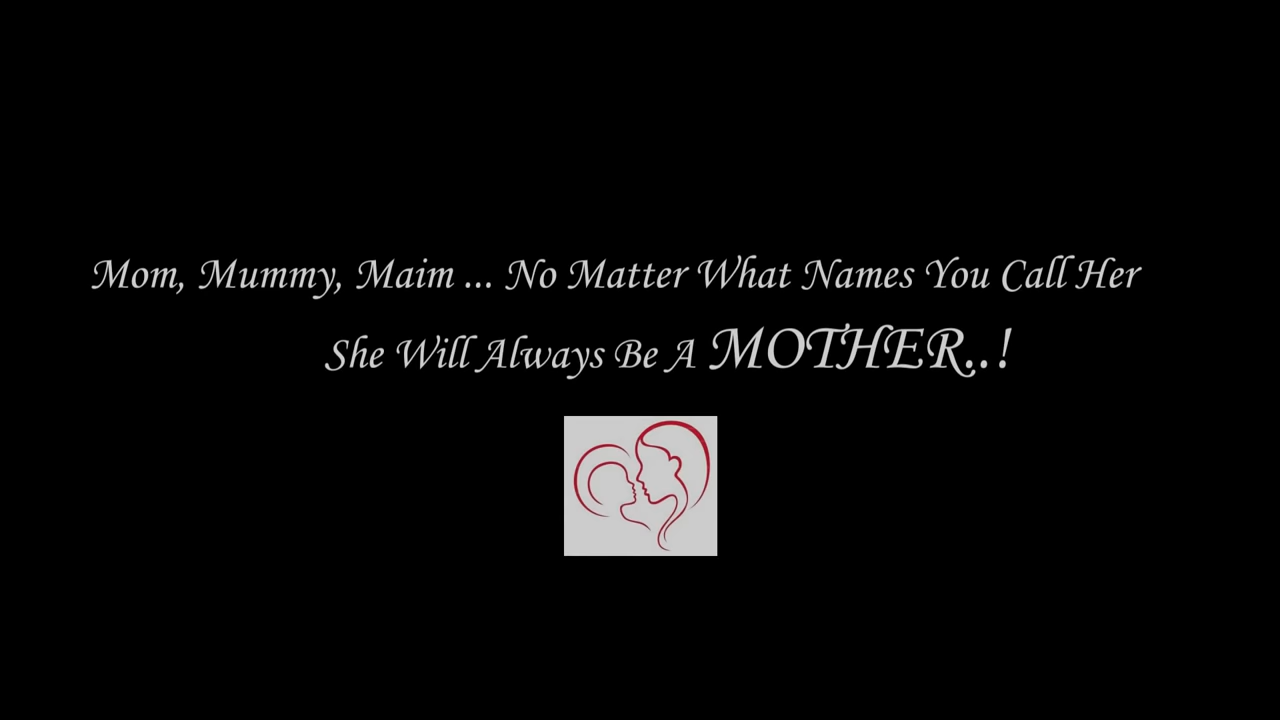 Mom, Mummy, Maim ... No Matter What Names You Call Her
She Will Always Be A MOTHER..!